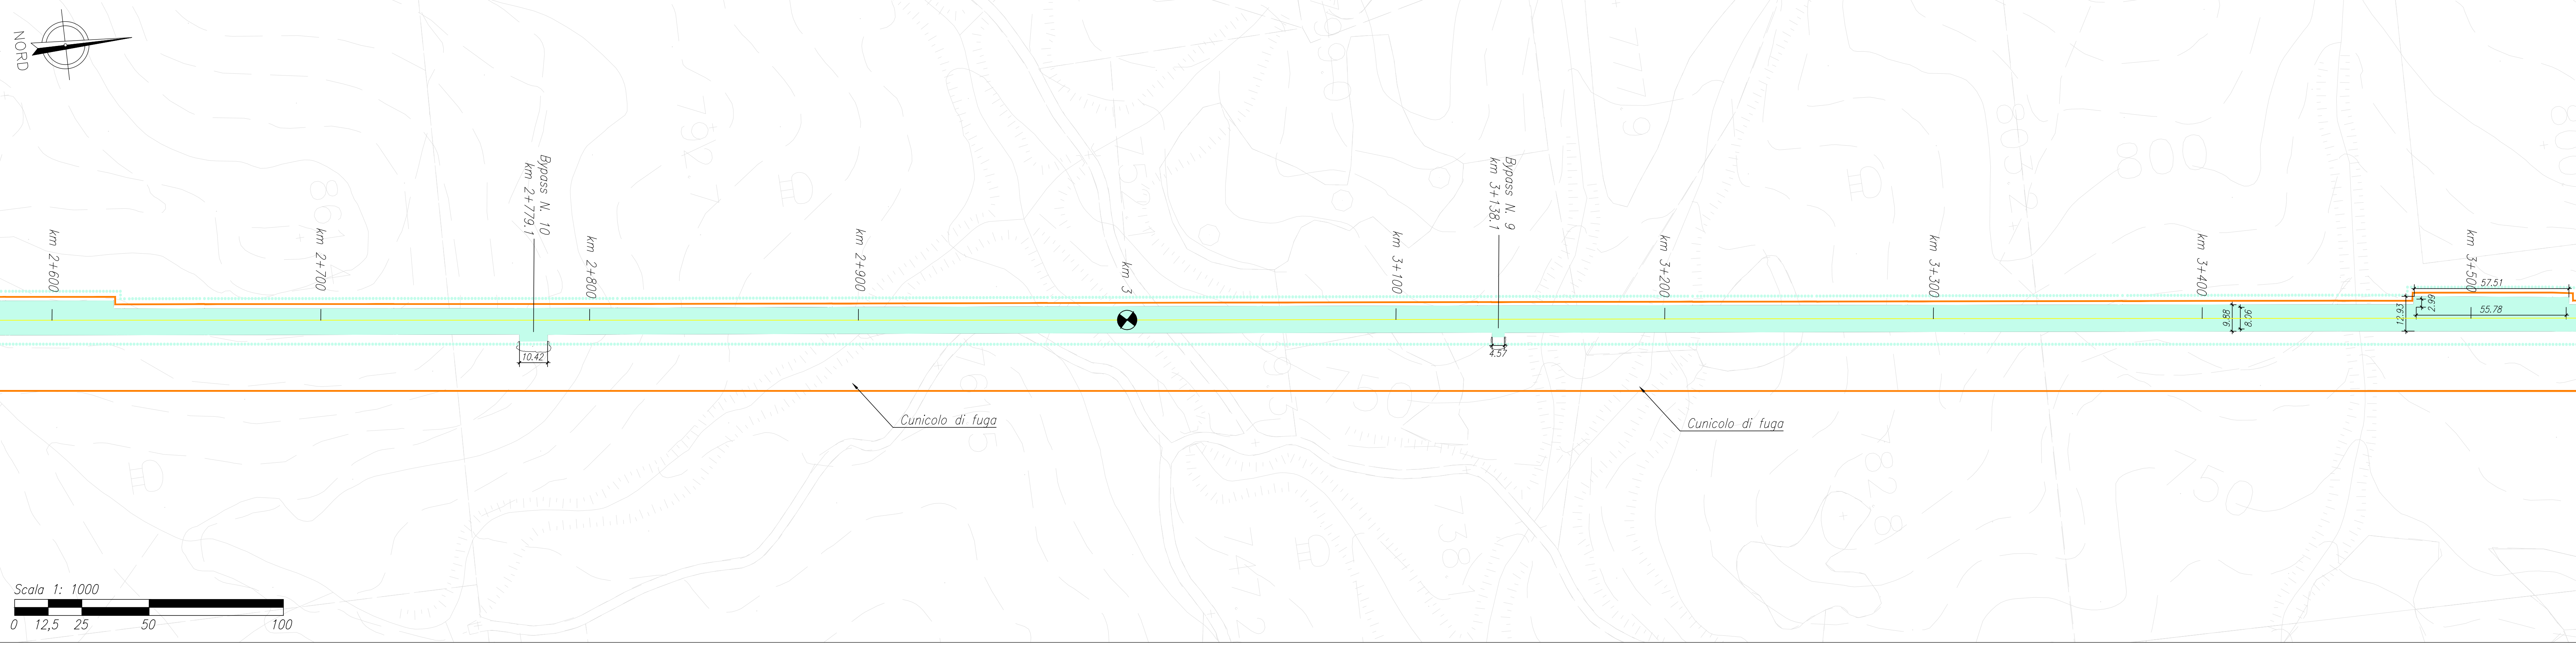 NORD
km 2+600
km 2+700
Bypass N. 10
km 2+779.1
km 2+800
km 2+900
km 3
km 3+100
Bypass N. 9
km 3+138.1
km 3+200
km 3+300
km 3+400
km 3+500
57.51
2.99
12.93
55.78
9.88
8.06
10.42
4.57
Cunicolo di fuga
Cunicolo di fuga
Scala 1: 1000
0 12,5 25 50 100